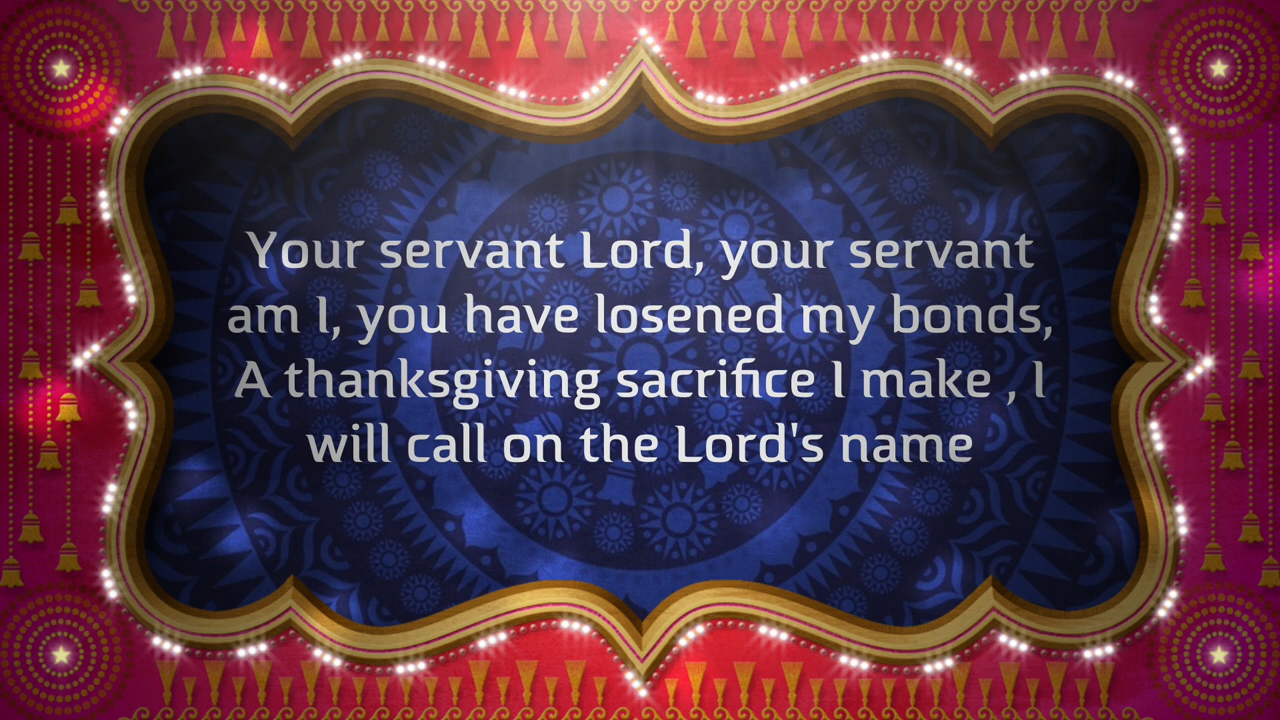 Your servant Lord, your servant
am I, you have losened my bonds,
A thanksgiving sacrifice I make , I
will call on the Lord's name